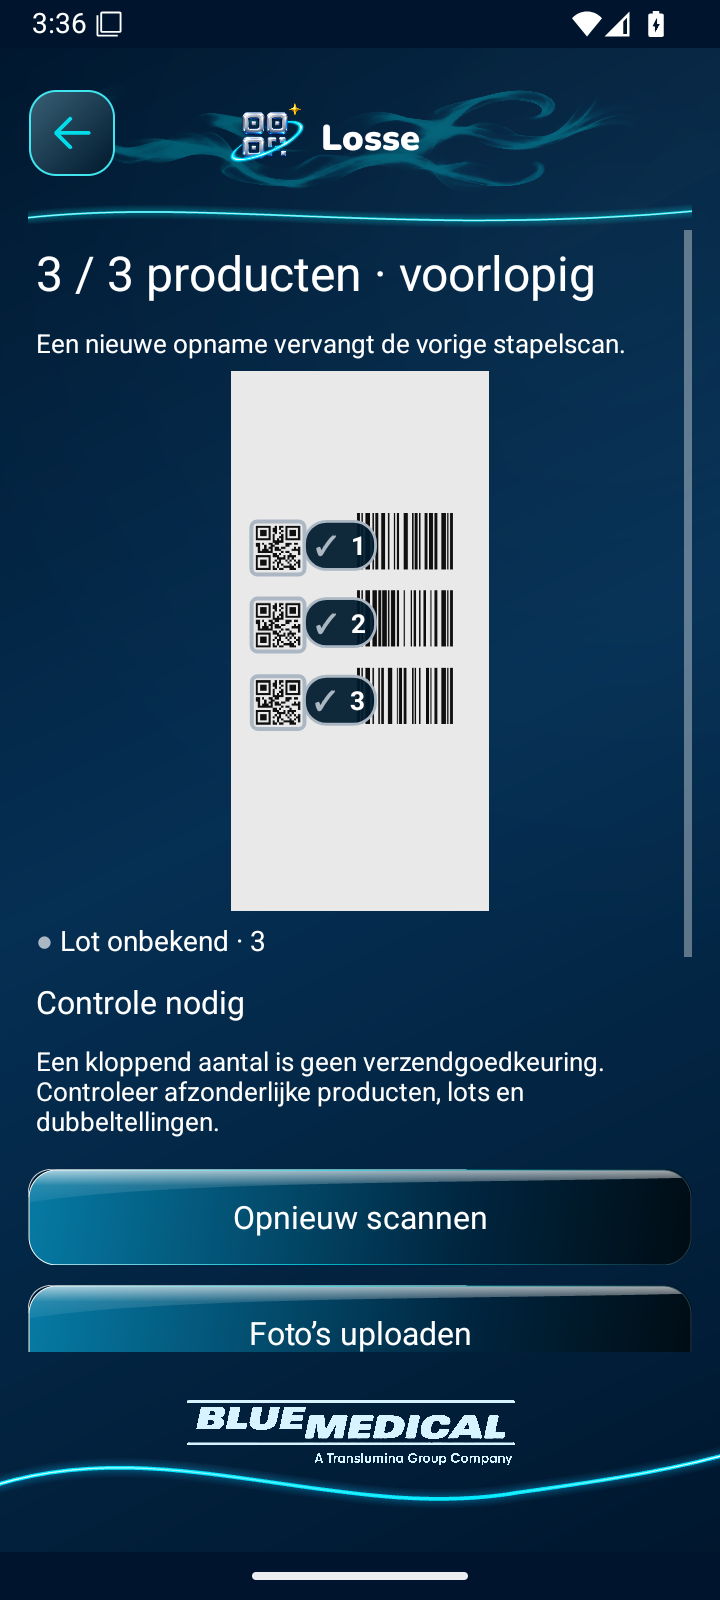 3:36
Losse
3 / 3 producten · voorlopig
Een nieuwe opname vervangt de vorige stapelscan.
✓ 1
✓ 2
✓ 3
Lot onbekend · 3
Controle nodig
Een kloppend aantal is geen verzendgoedkeuring.
Controleer afzonderlijke producten, lots en
dubbeltellingen.
Opnieuw scannen
Foto’s uploaden
BLUEMEDICAL
A Translumina Group Company